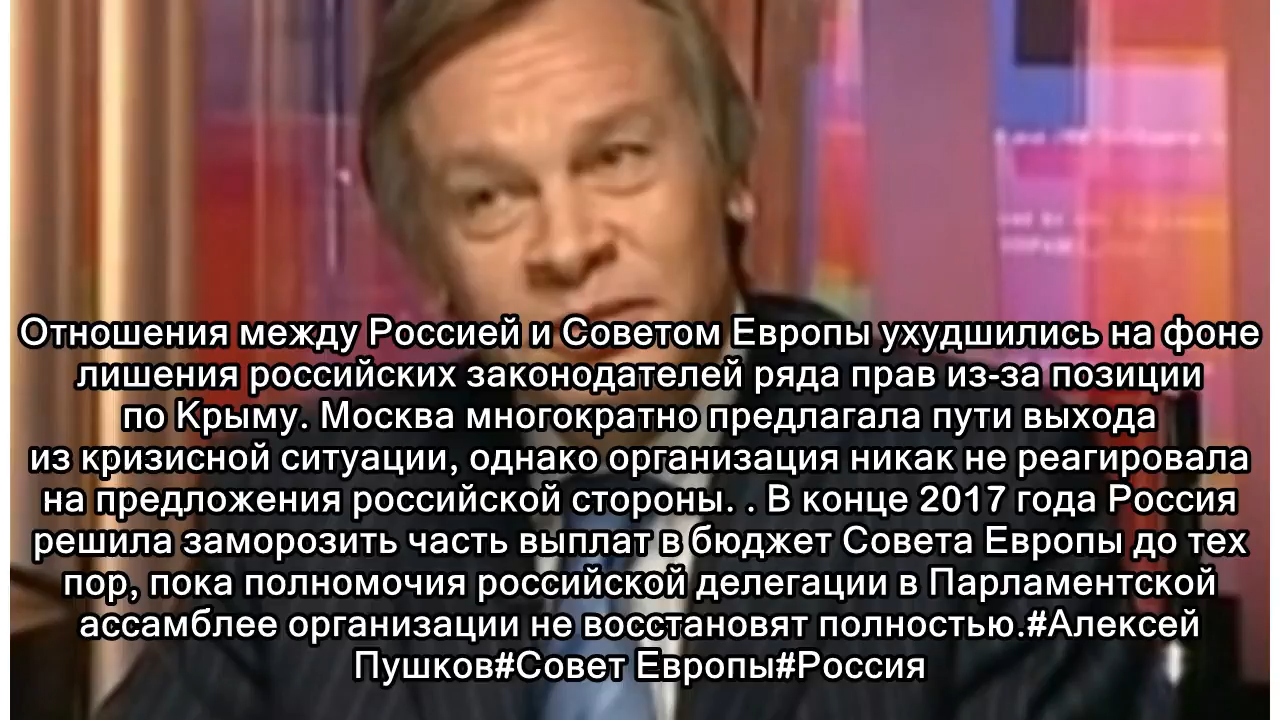 Отношения между Россией и Советом Европы ухудшились на фоне
лишения российских законодателей ряда прав из-за позиции
по Крыму. Москва многократно предлагала пути выхода
из кризисной ситуации, однако организация никак не реагировала
на предложения российской стороны. . В конце 2017 года Россия
решила заморозить часть выплат в бюджет Совета Европы до тех
пор, пока полномочия российской делегации в Парламентской
ассамблее организации не восстановят полностью.#Алексей
Пушков#Совет Европы#Россия